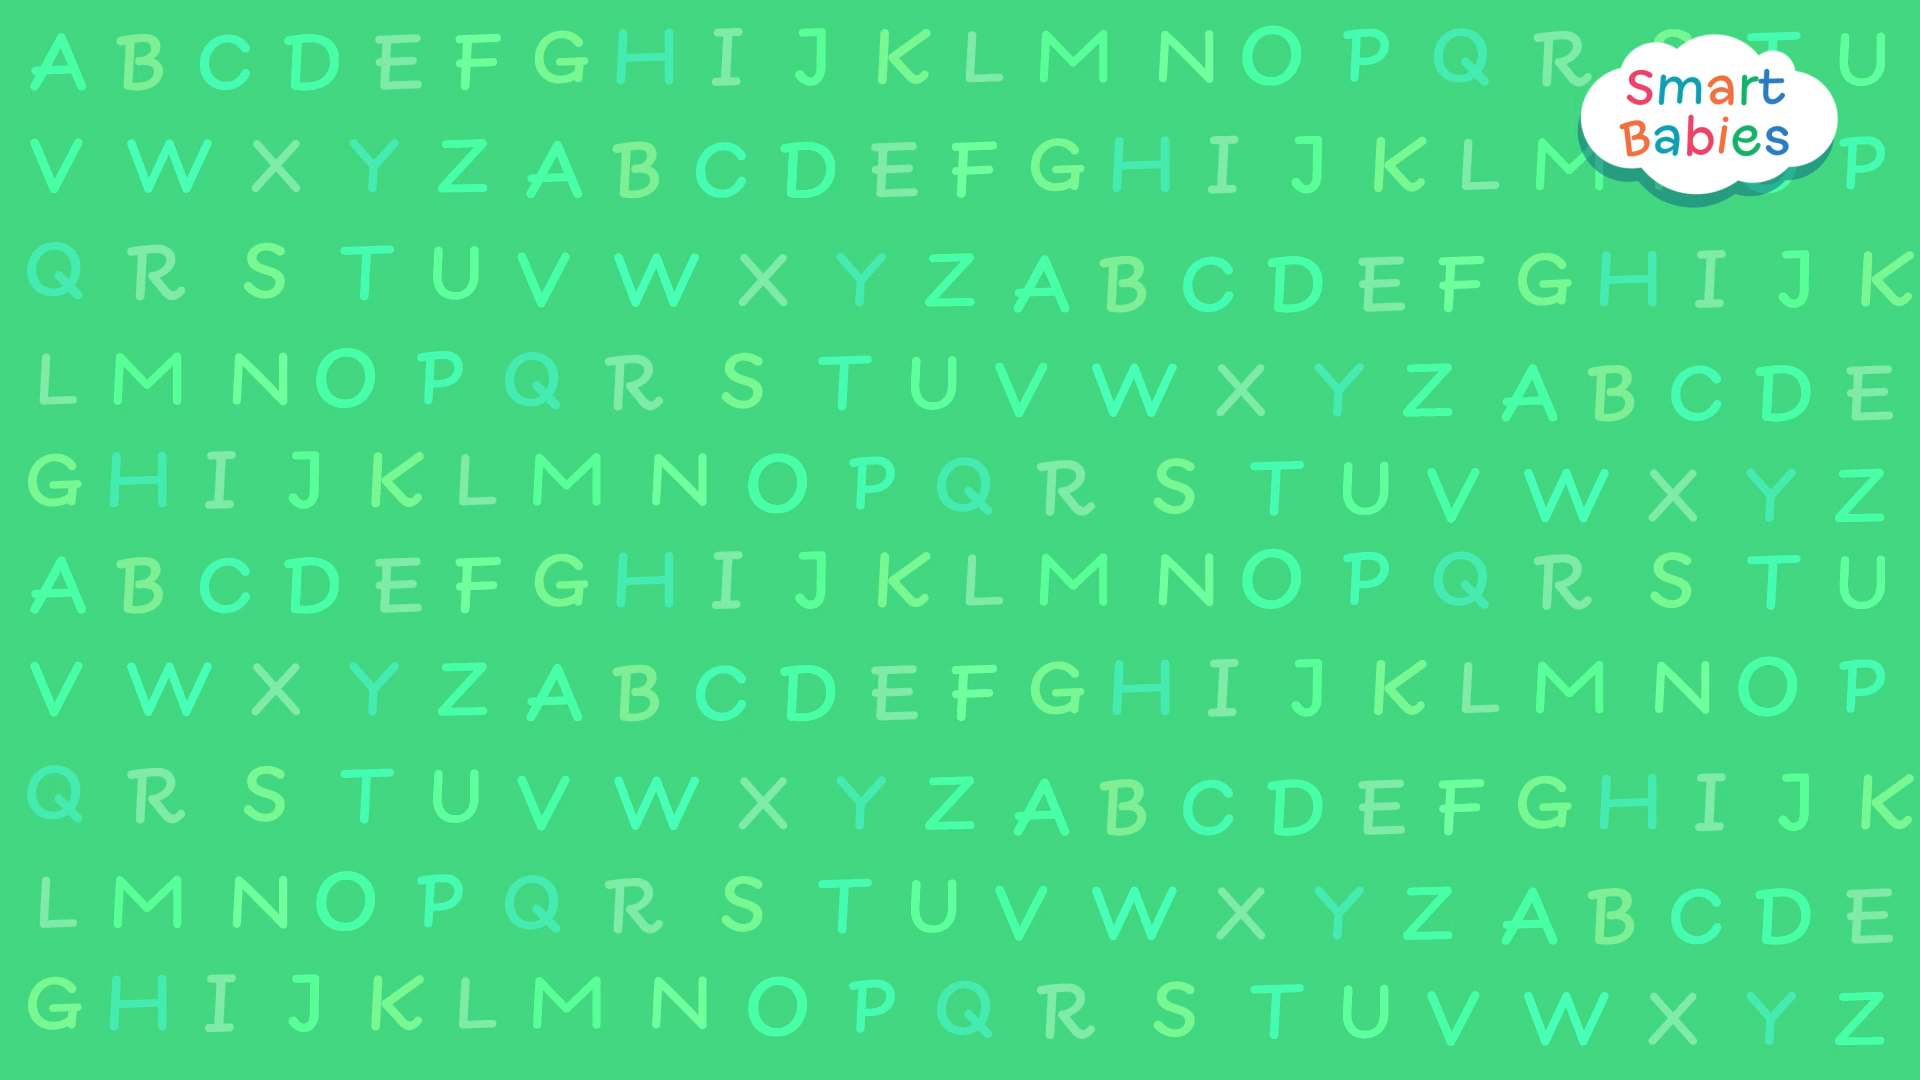 A B C D E F G H I J K L M N O P Q R S T U
Smart
Babies
V W X Y Z A B C D E F G H I J K L M P
Q R S T U V W X Y Z A B C D E F G H I J K
L M N O P Q R S T U V W X Y Z A B C D E
G H I J K L M N O P Q R S T U V W X Y Z
A B C D E F G H I J K L M N O P Q R S T U
V W X Y Z A B C D E F G H I J K L M N O P
Q R S T U V W X Y Z A B C D E F G H I J K
L M N O P Q R S T U V W X Y Z A B C D E
G H I J K L M N O P Q R S T U V W X Y Z